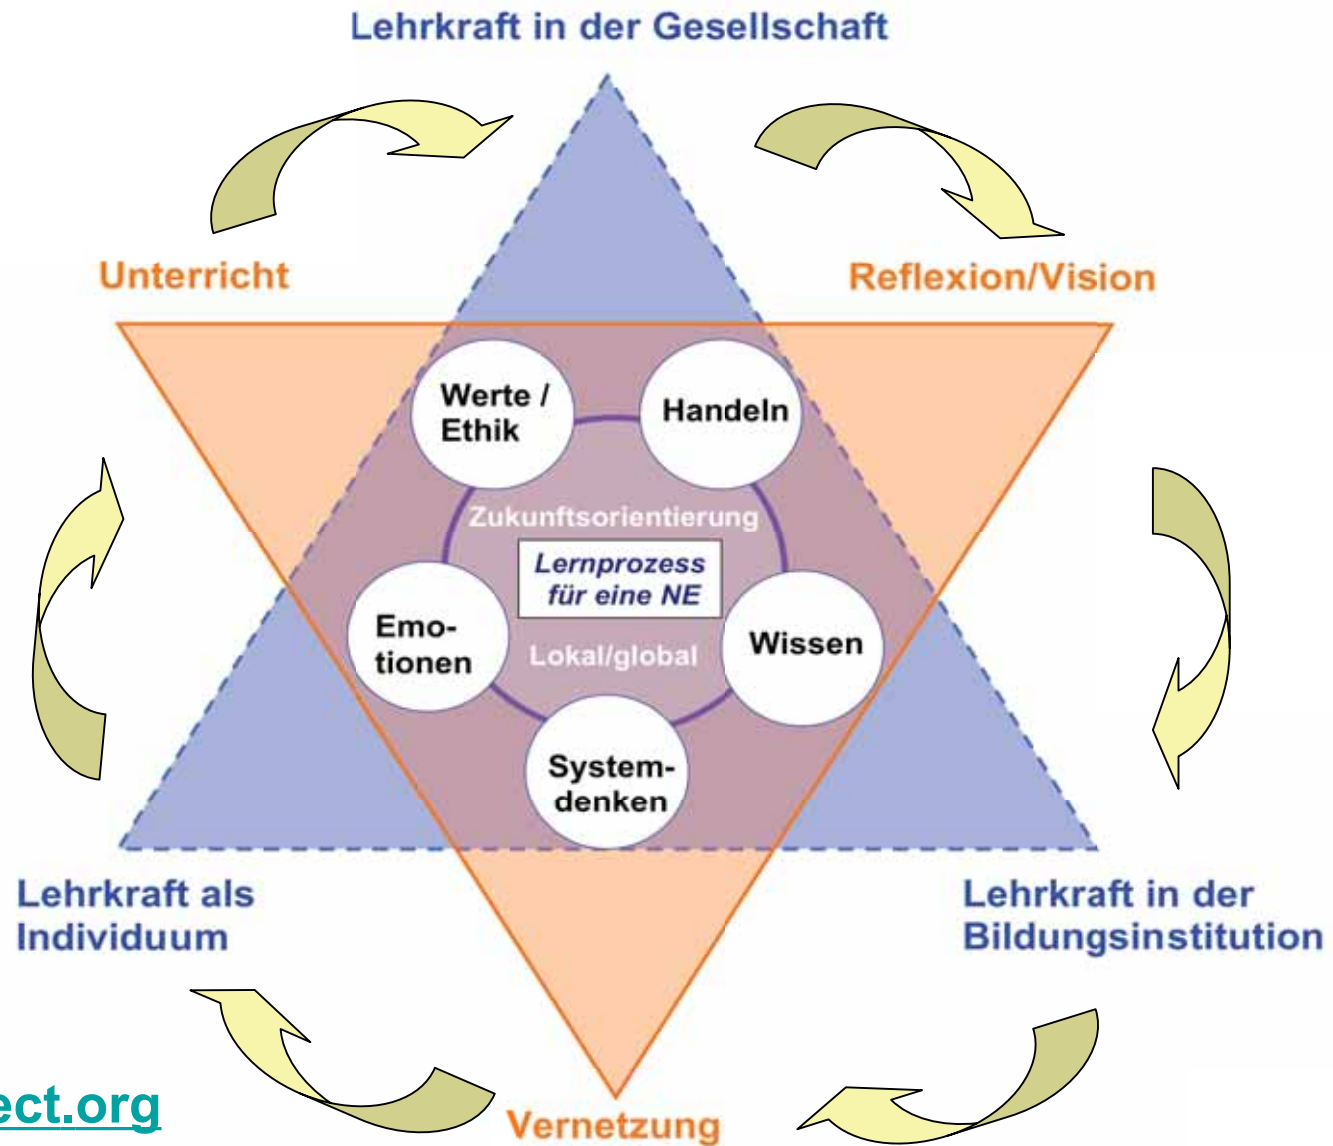 Lehrkraft in der Gesellschaft
Unterricht
Reflexion/Vision
Werte /
Ethik
Handeln
Zukunftsorientierung
Lernprozess
für eine NE
Emo-
tionen
Wissen
Lokal/global
System-
denken
Lehrkraft als
Individuum
Lehrkraft in der
Bildungsinstitution
ect.org
Vernetzung